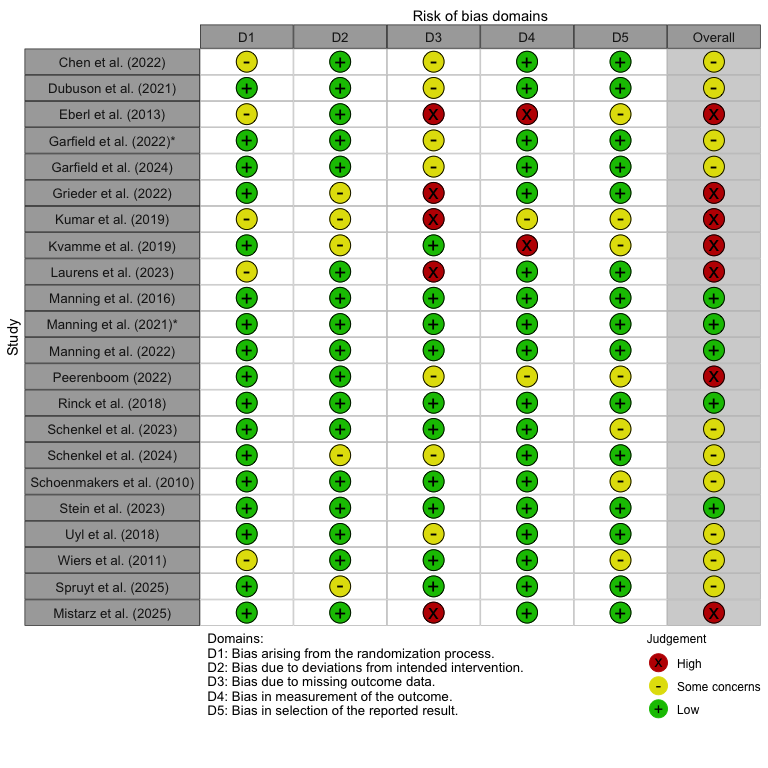 Risk of bias domains
D1 D2 D3 D4 D5 Overall
Study
Chen et al. (2022) - + - + + -
Dubuson et al. (2021) + + - + + -
Eberl et al. (2013) - + X X - X
Garfield et al. (2022)* + + - + + -
Garfield et al. (2024) + + - + + -
Grieder et al. (2022) + - X + + X
Kumar et al. (2019) - - X - - X
Kvamme et al. (2019) + - + X - X
Laurens et al. (2023) - + X + + X
Manning et al. (2016) + + + + + +
Manning et al. (2021)* + + + + + +
Manning et al. (2022) + + + + + +
Peerenboom (2022) + + - - - X
Rinck et al. (2018) + + + + + +
Schenkel et al. (2023) + + + + - -
Schenkel et al. (2024) + - - + + -
Schoenmakers et al. (2010) + + + + - -
Stein et al. (2023) + + + + + +
Uyl et al. (2018) + + - + + -
Wiers et al. (2011) - + + + - -
Spruyt et al. (2025) + - + + + -
Mistarz et al. (2025) + + X + + X
Domains:
D1: Bias arising from the randomization process.
D2: Bias due to deviations from intended intervention.
D3: Bias due to missing outcome data.
D4: Bias in measurement of the outcome.
D5: Bias in selection of the reported result.
Judgement
X High
- Some concerns
+ Low